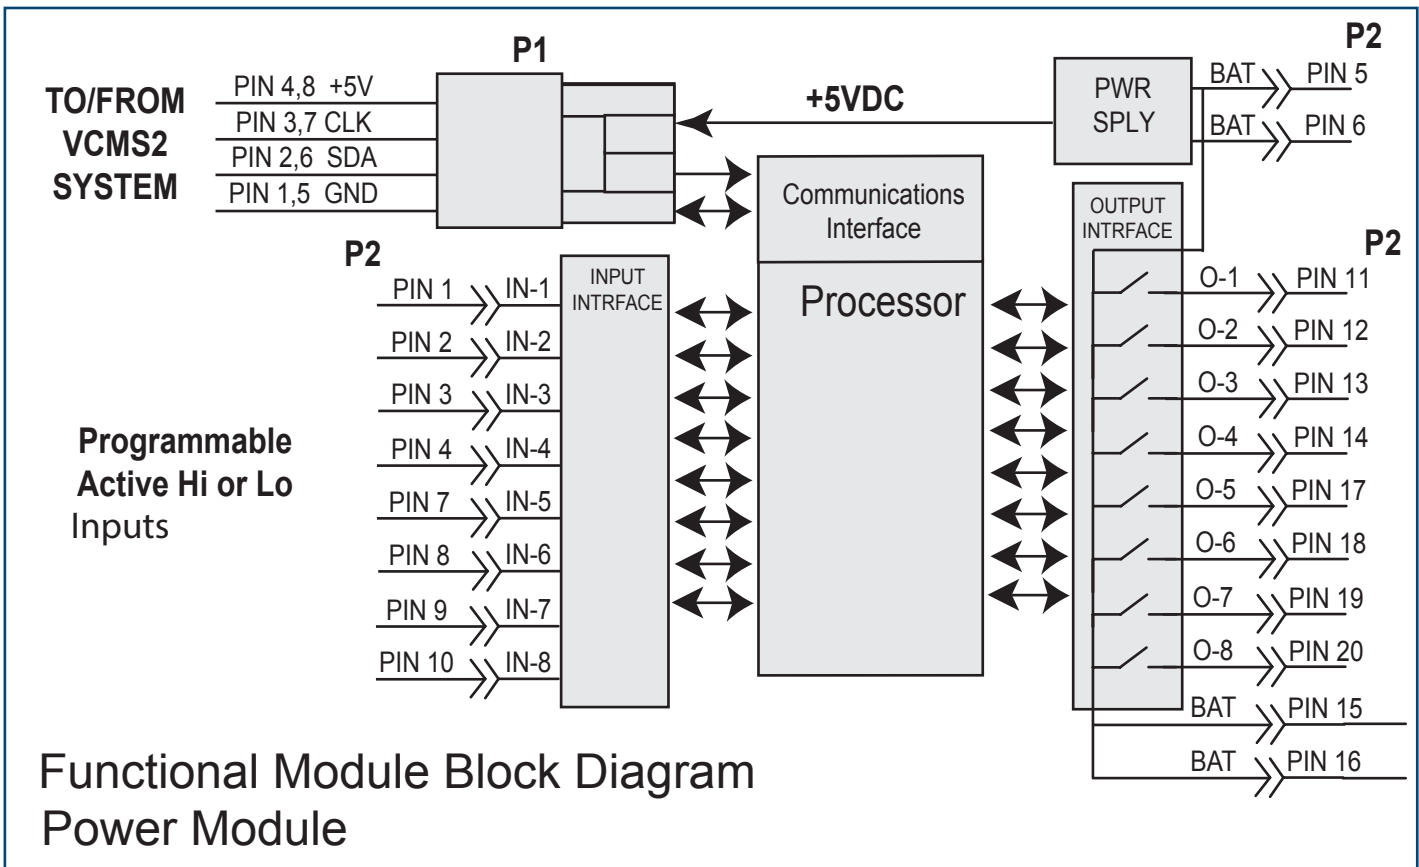 P1
P2
TO/FROM
VCMS2
SYSTEM
PIN 4,8 +5V
PIN 3,7 CLK
PIN 2,6 SDA
PIN 1,5 GND
+5VDC
PWR
SPLY
BAT PIN 5
BAT PIN 6
Communications
Interface
Processor
P2
INPUT
INTRFACE
PIN 1 IN-1
PIN 2 IN-2
PIN 3 IN-3
PIN 4 IN-4
PIN 7 IN-5
PIN 8 IN-6
PIN 9 IN-7
PIN 10 IN-8
Programmable
Active Hi or Lo
Inputs
OUTPUT
INTRFACE
P2
O-1 PIN 11
O-2 PIN 12
O-3 PIN 13
O-4 PIN 14
O-5 PIN 17
O-6 PIN 18
O-7 PIN 19
O-8 PIN 20
BAT PIN 15
BAT PIN 16
Functional Module Block Diagram
Power Module